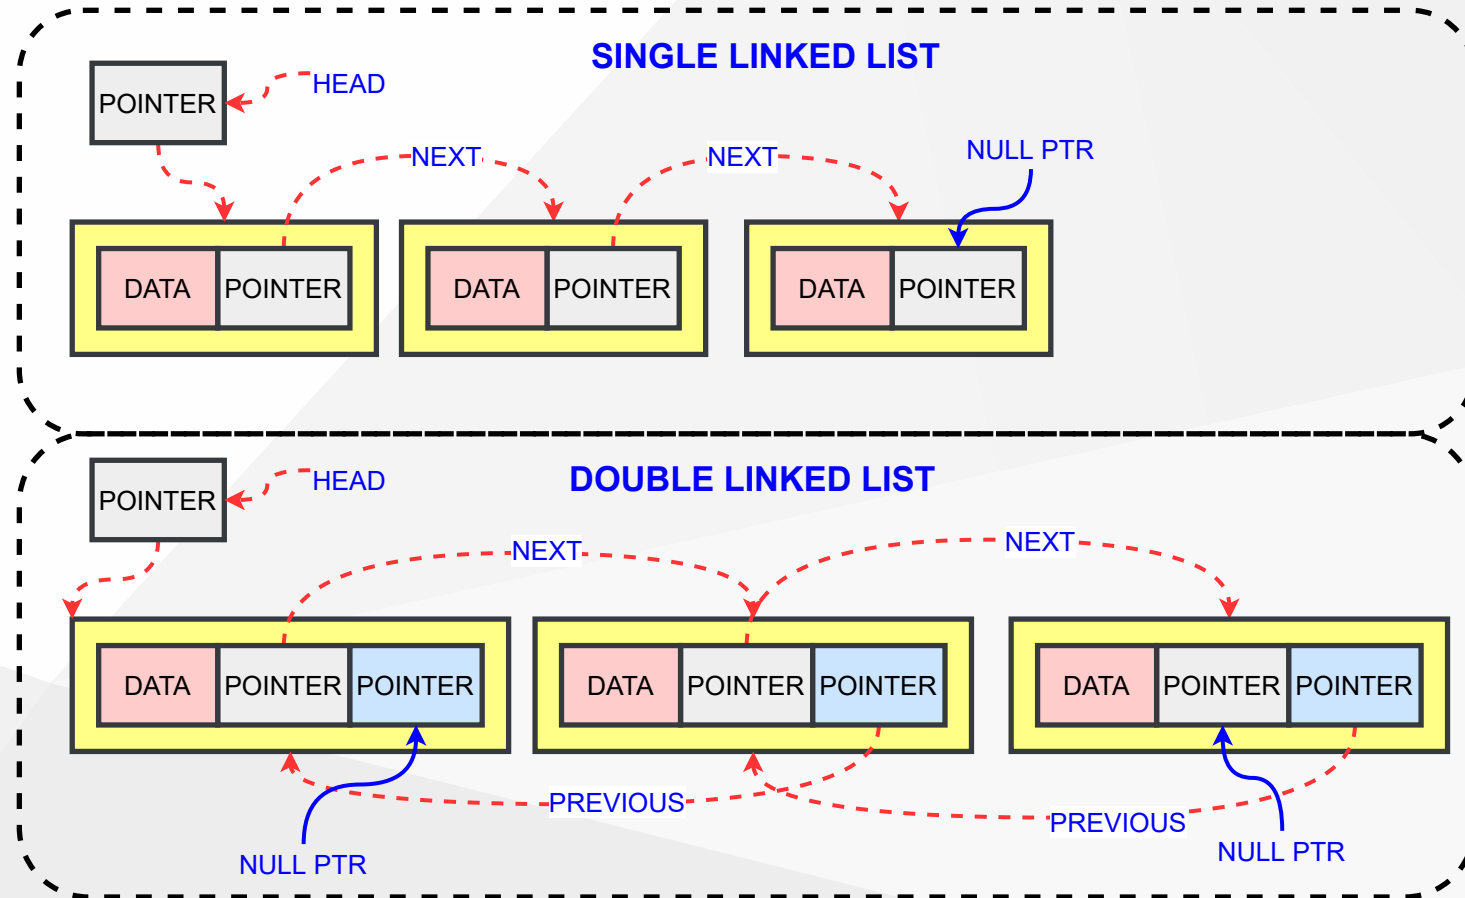 SINGLE LINKED LIST
HEAD
POINTER
NEXT
NEXT
NULL PTR
DATA
POINTER
DATA
POINTER
DATA
POINTER
DOUBLE LINKED LIST
HEAD
POINTER
NEXT
NEXT
DATA
POINTER
POINTER
DATA
POINTER
POINTER
DATA
POINTER
POINTER
PREVIOUS
PREVIOUS
NULL PTR
NULL PTR